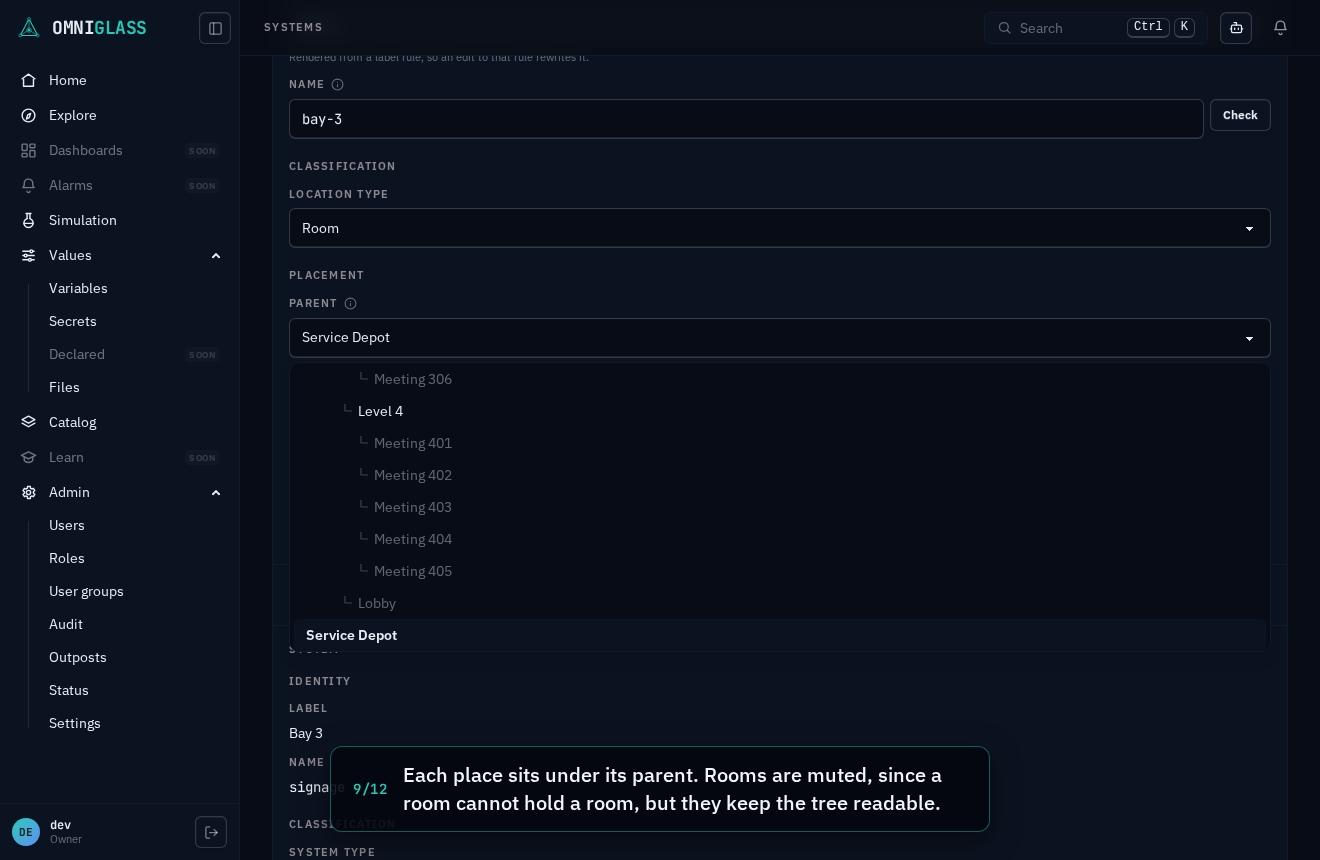 OMNIGLASS
SYSTEMS
Search
Ctrl
K
Home
Explore
Dashboards
SOON
Alarms
SOON
Simulation
Values
Variables
Secrets
Declared
SOON
Files
Catalog
Learn
SOON
Admin
Users
Roles
User groups
Audit
Outposts
Status
Settings
DE
dev
Owner
Rendered from a label rule, so an edit to that rule rewrites it.
NAME
bay-3
Check
CLASSIFICATION
LOCATION TYPE
Room
PLACEMENT
PARENT
Service Depot
Meeting 306
Level 4
Meeting 401
Meeting 402
Meeting 403
Meeting 404
Meeting 405
Lobby
Service Depot
SYSTEM
IDENTITY
LABEL
Bay 3
NAME
signage
9/12
Each place sits under its parent. Rooms are muted, since a
room cannot hold a room, but they keep the tree readable.
CLASSIFICATION
SYSTEM TYPE